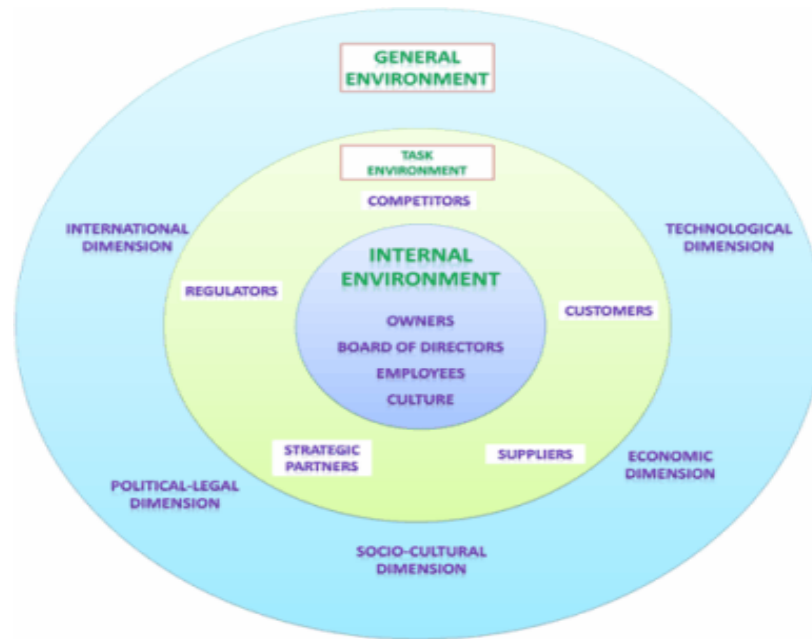 GENERAL
ENVIRONMENT
TASK
ENVIRONMENT
COMPETITORS
INTERNATIONAL
DIMENSION
TECHNOLOGICAL
DIMENSION
INTERNAL
ENVIRONMENT
REGULATORS
CUSTOMERS
OWNERS
BOARD OF DIRECTORS
EMPLOYEES
CULTURE
STRATEGIC
PARTNERS
SUPPLIERS
ECONOMIC
DIMENSION
POLITICAL-LEGAL
DIMENSION
SOCIO-CULTURAL
DIMENSION